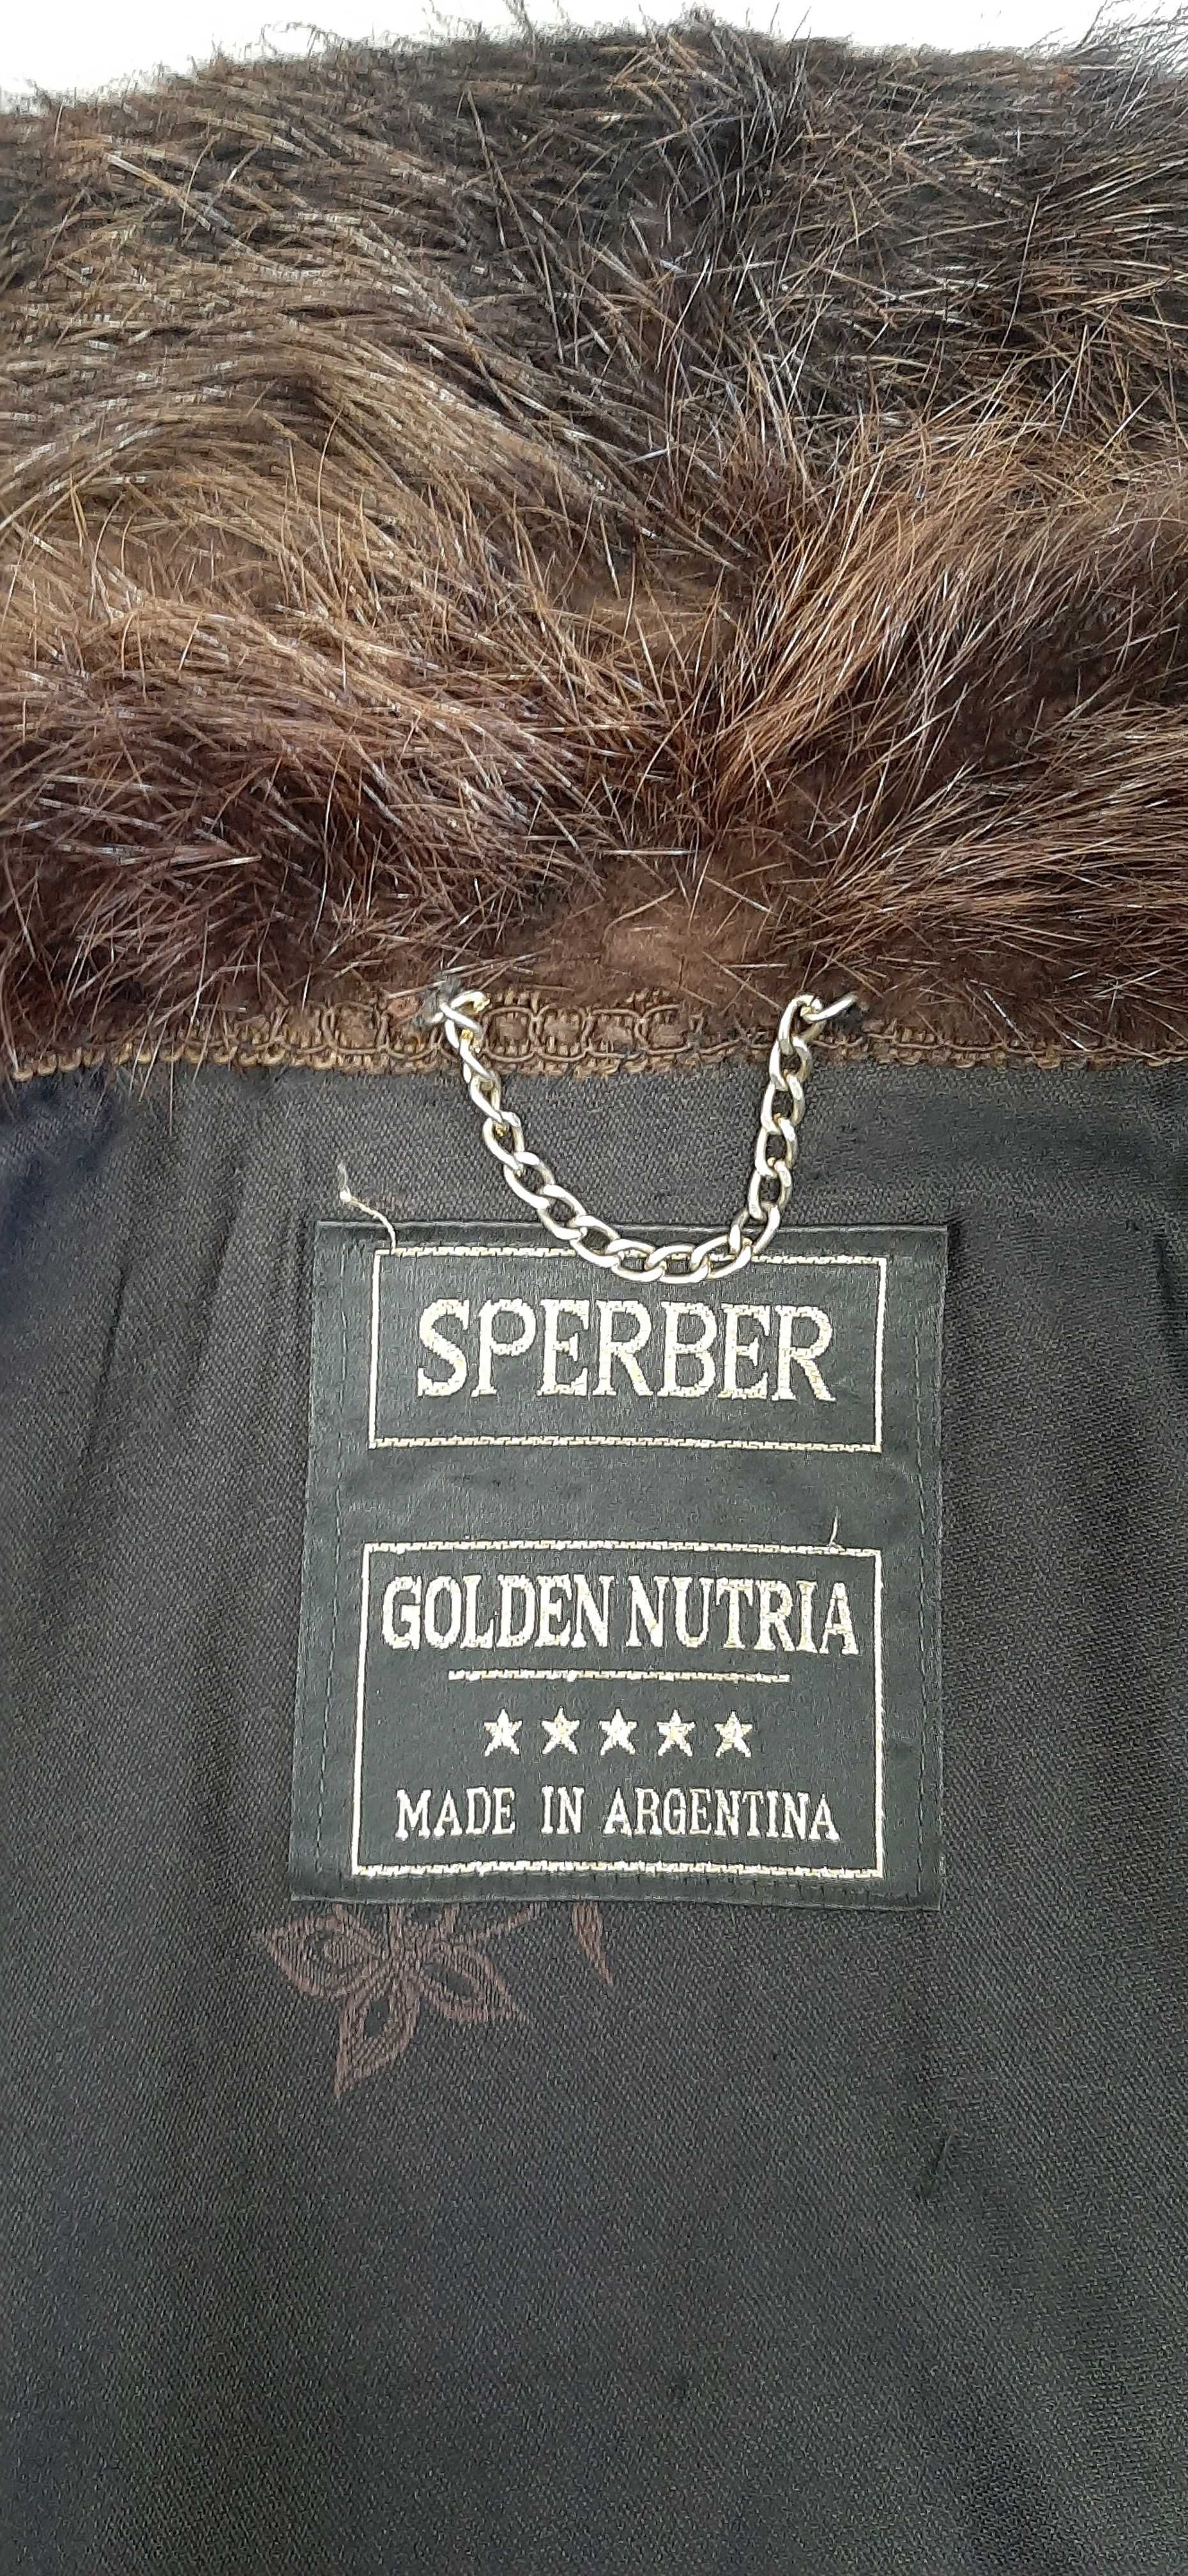 SPERBER
GOLDEN NUTRIA
★★★★★
MADE IN ARGENTINA